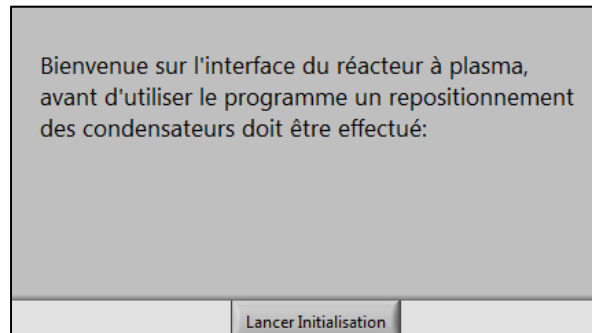 Bienvenue sur l'interface du réacteur à plasma,
avant d'utiliser le programme un repositionnement
des condensateurs doit être effectué:
Lancer Initialisation